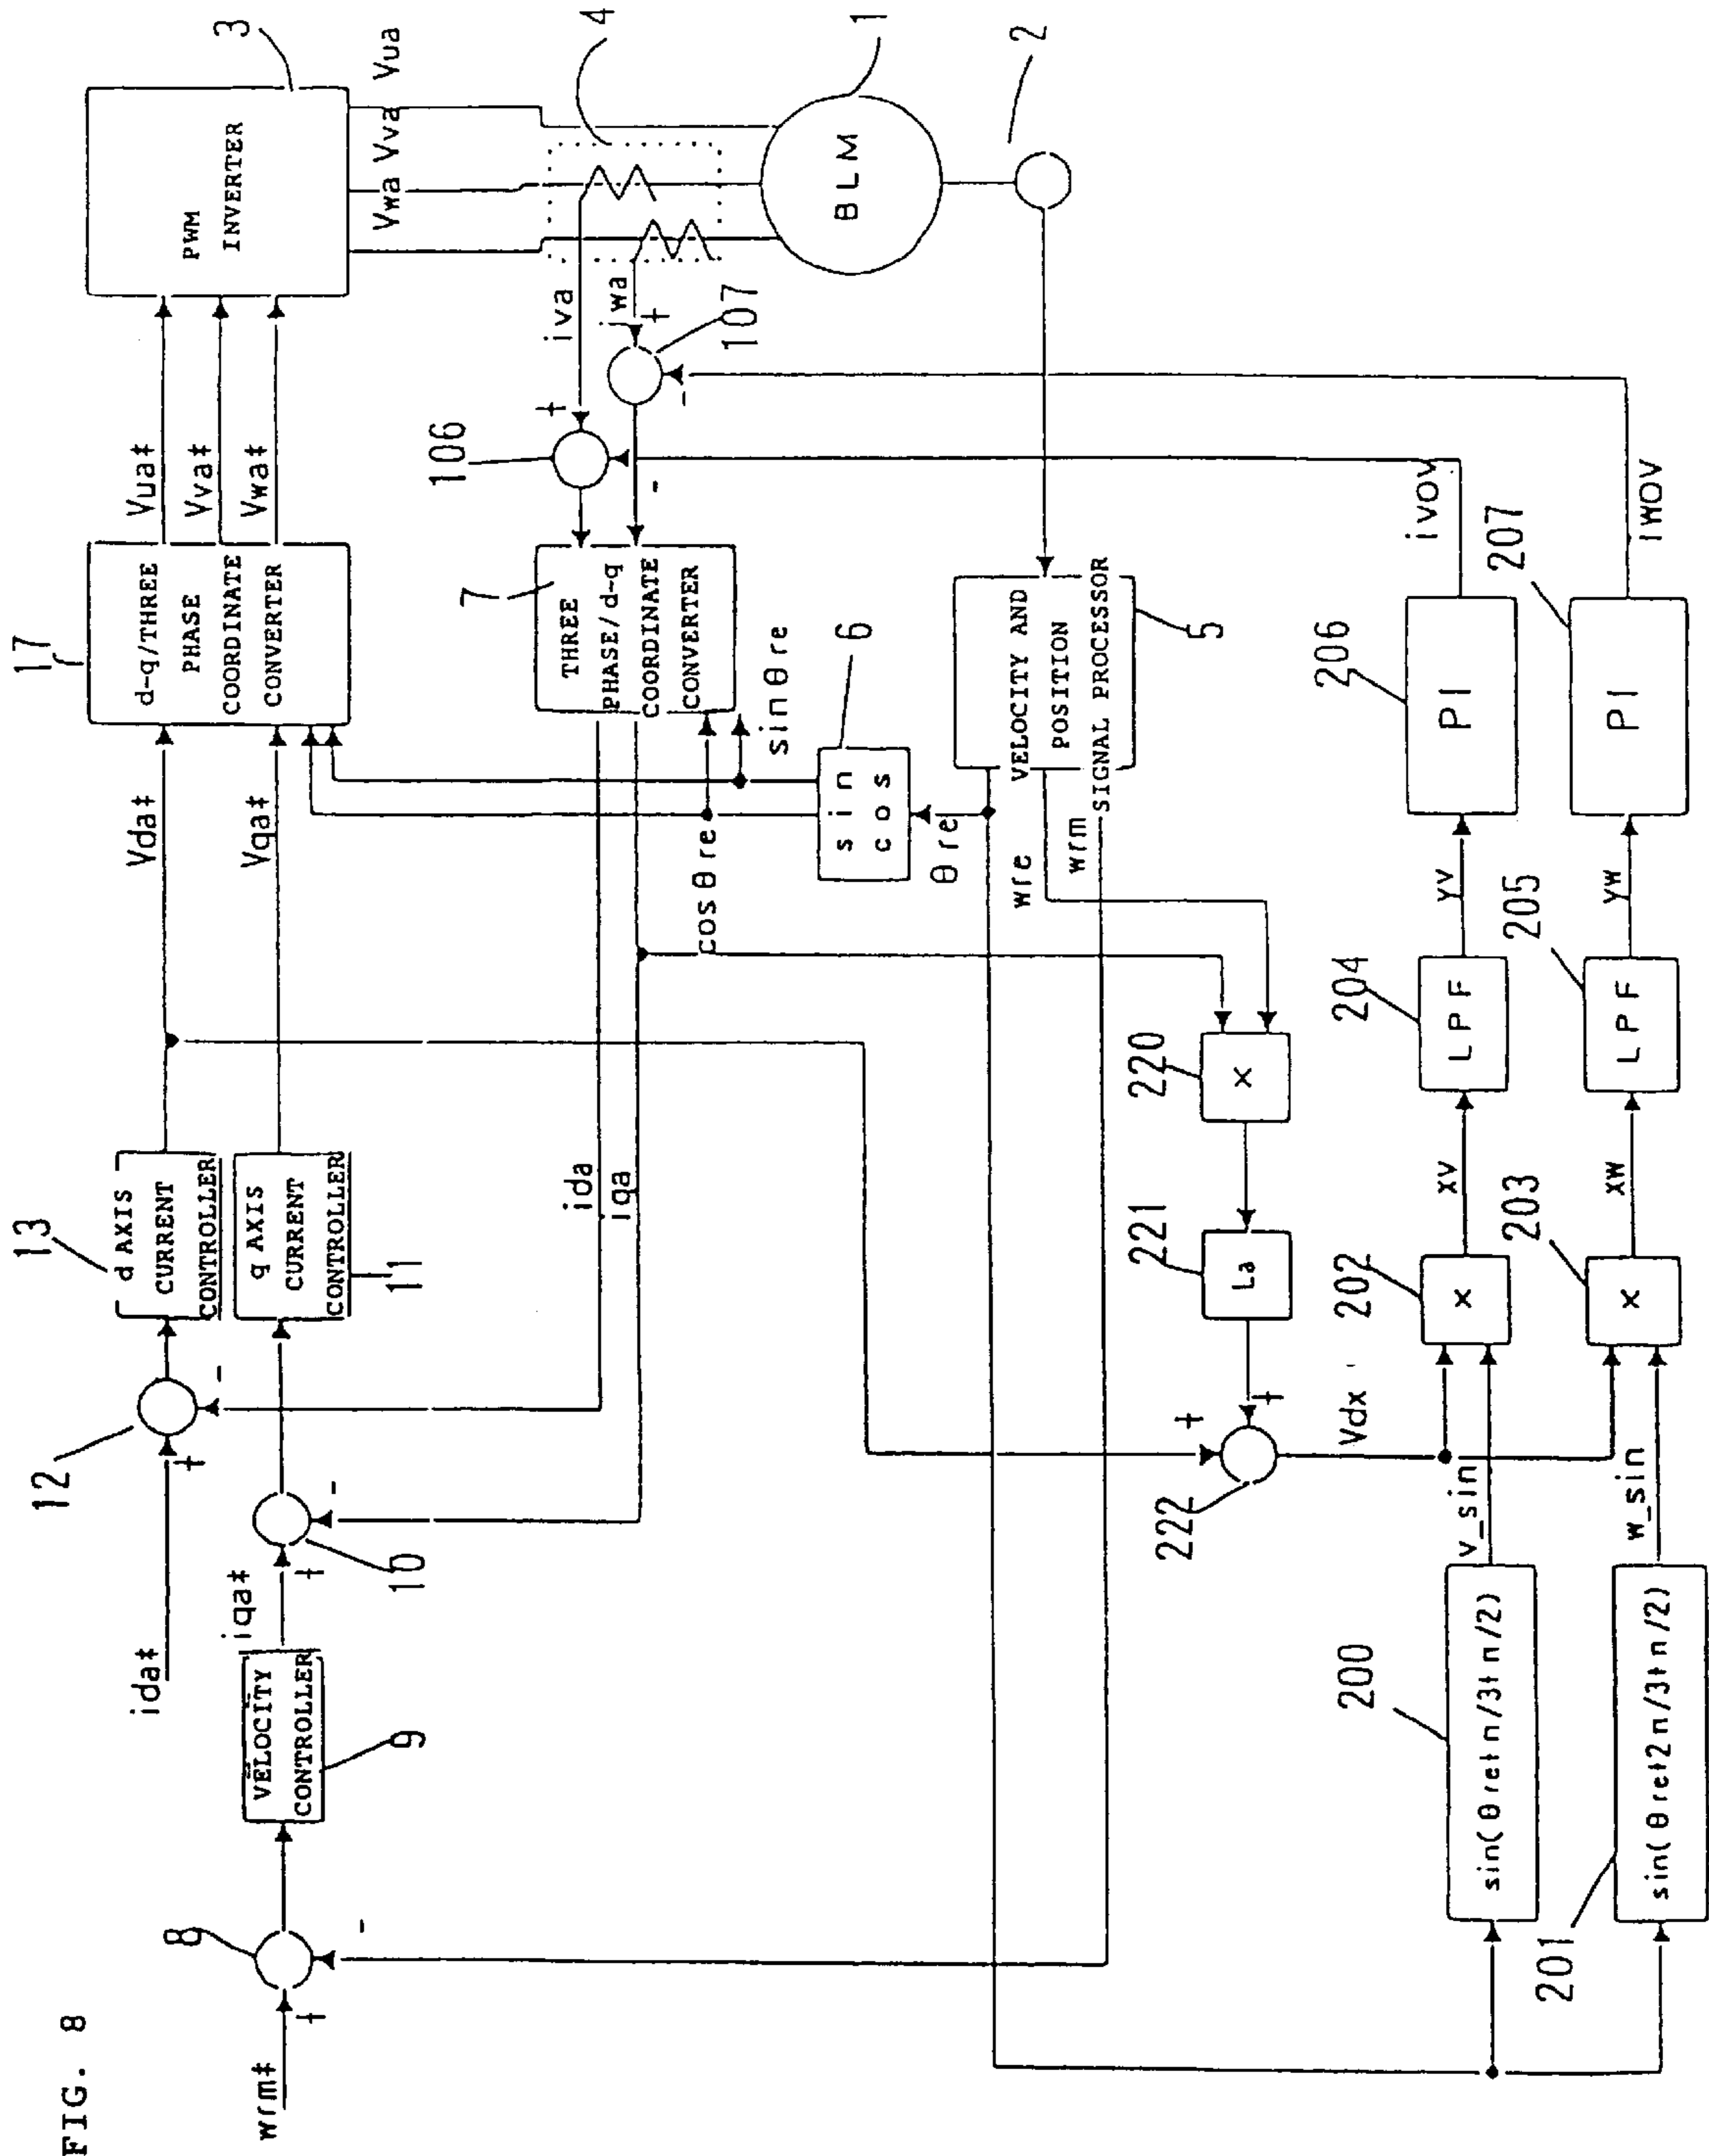 FIG. 8
wrm‡
+
-
8
VELOCITY
CONTROLLER
9
iqa‡
+
-
10
ida‡
+
-
12
13
d AXIS
CURRENT
CONTROLLER
q AXIS
CURRENT
CONTROLLER
11
Vda‡
Vqa‡
17
d-q/THREE
PHASE
COORDINATE
CONVERTER
Vua‡
Vva‡
Vwa‡
PWM
INVERTER
3
Vwa Vva Vua
4
1
BLM
2
iva
iwa
+
+
-
-
106
107
7
THREE
PHASE/d-q
COORDINATE
CONVERTER
ida
iqa
cosθre
sinθre
sin
cos
6
θre
VELOCITY AND
POSITION
SIGNAL PROCESSOR
5
wre
wrm
220
X
221
La
+
+
222
Vdx
200
sin(θre+π/3+π/2)
v_sin
201
sin(θre+2π/3+π/2)
w_sin
202
X
xv
203
X
xw
204
LPF
yv
205
LPF
yw
206
PI
ivov
207
PI
iwov